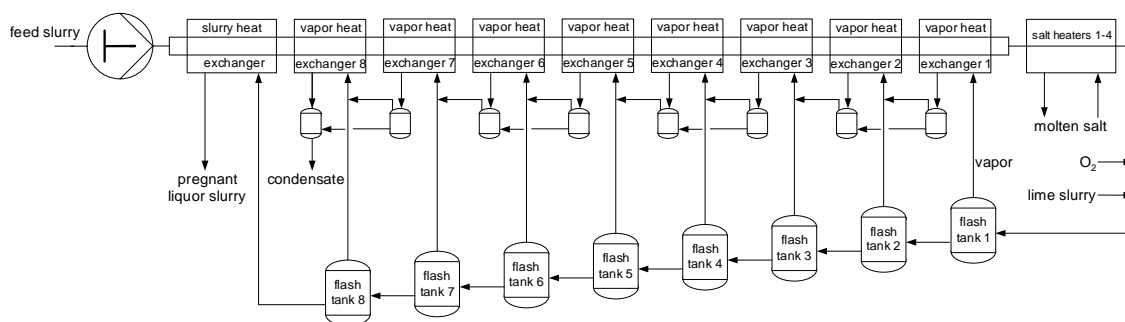 feed slurry
slurry heat
exchanger
vapor heat
exchanger 8
vapor heat
exchanger 7
vapor heat
exchanger 6
vapor heat
exchanger 5
vapor heat
exchanger 4
vapor heat
exchanger 3
vapor heat
exchanger 2
vapor heat
exchanger 1
salt heaters 1-4
molten salt
pregnant
liquor slurry
condensate
vapor
O₂
lime slurry
flash
tank 1
flash
tank 2
flash
tank 3
flash
tank 4
flash
tank 5
flash
tank 6
flash
tank 7
flash
tank 8